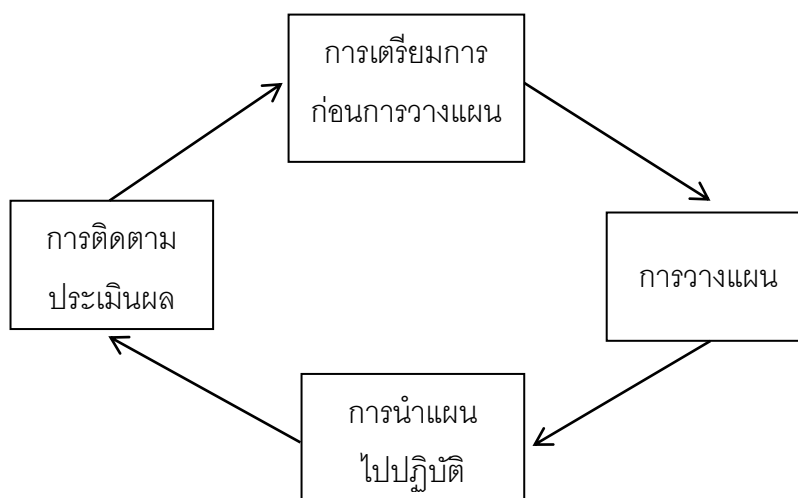 การเตรียมการ
ก่อนการวางแผน
การวางแผน
การนำแผน
ไปปฏิบัติ
การติดตาม
ประเมินผล